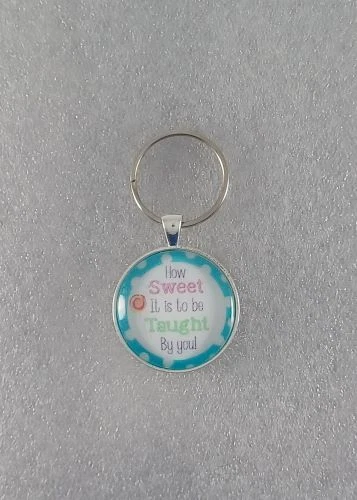 How
Sweet
It is to be
Taught
By you!